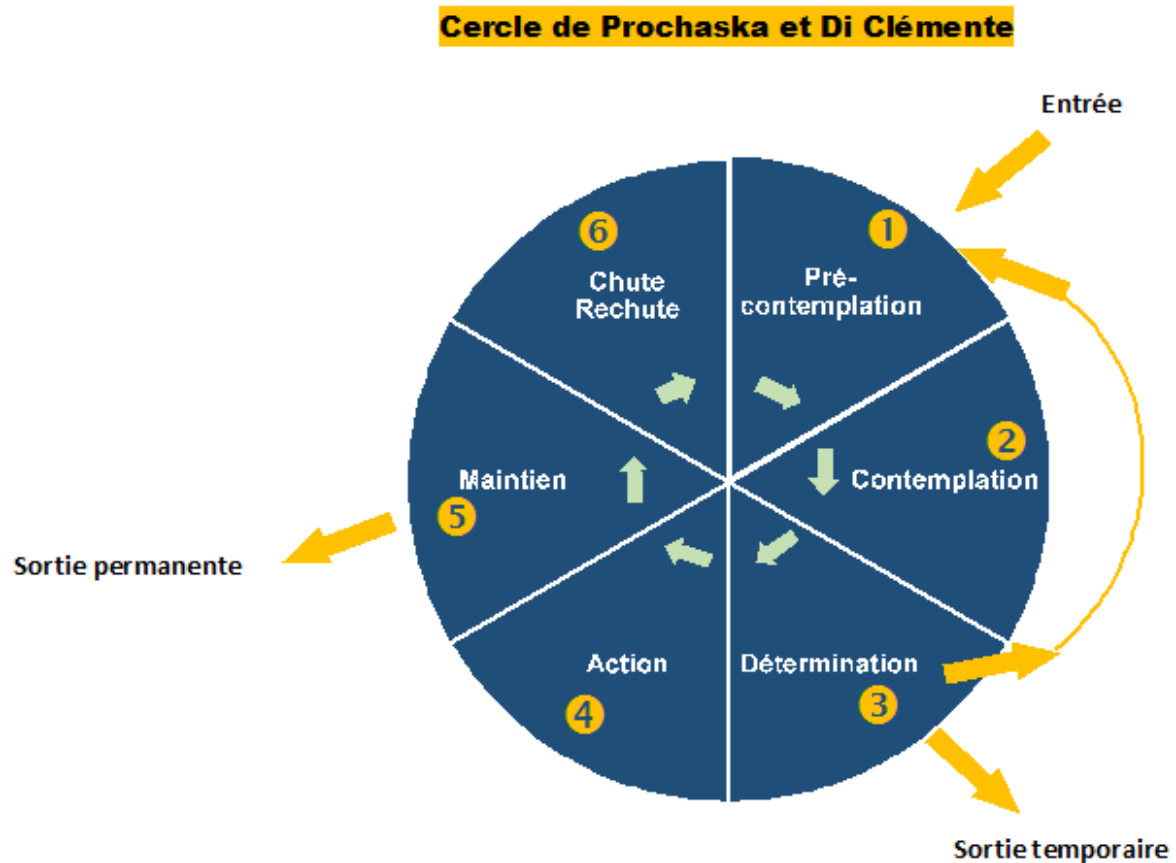 Cercle de Prochaska et Di Clémente
Entrée
1
Pré-
contemplation
2
Contemplation
3
Détermination
4
Action
5
Maintien
6
Chute
Rechute
Sortie permanente
Sortie temporaire